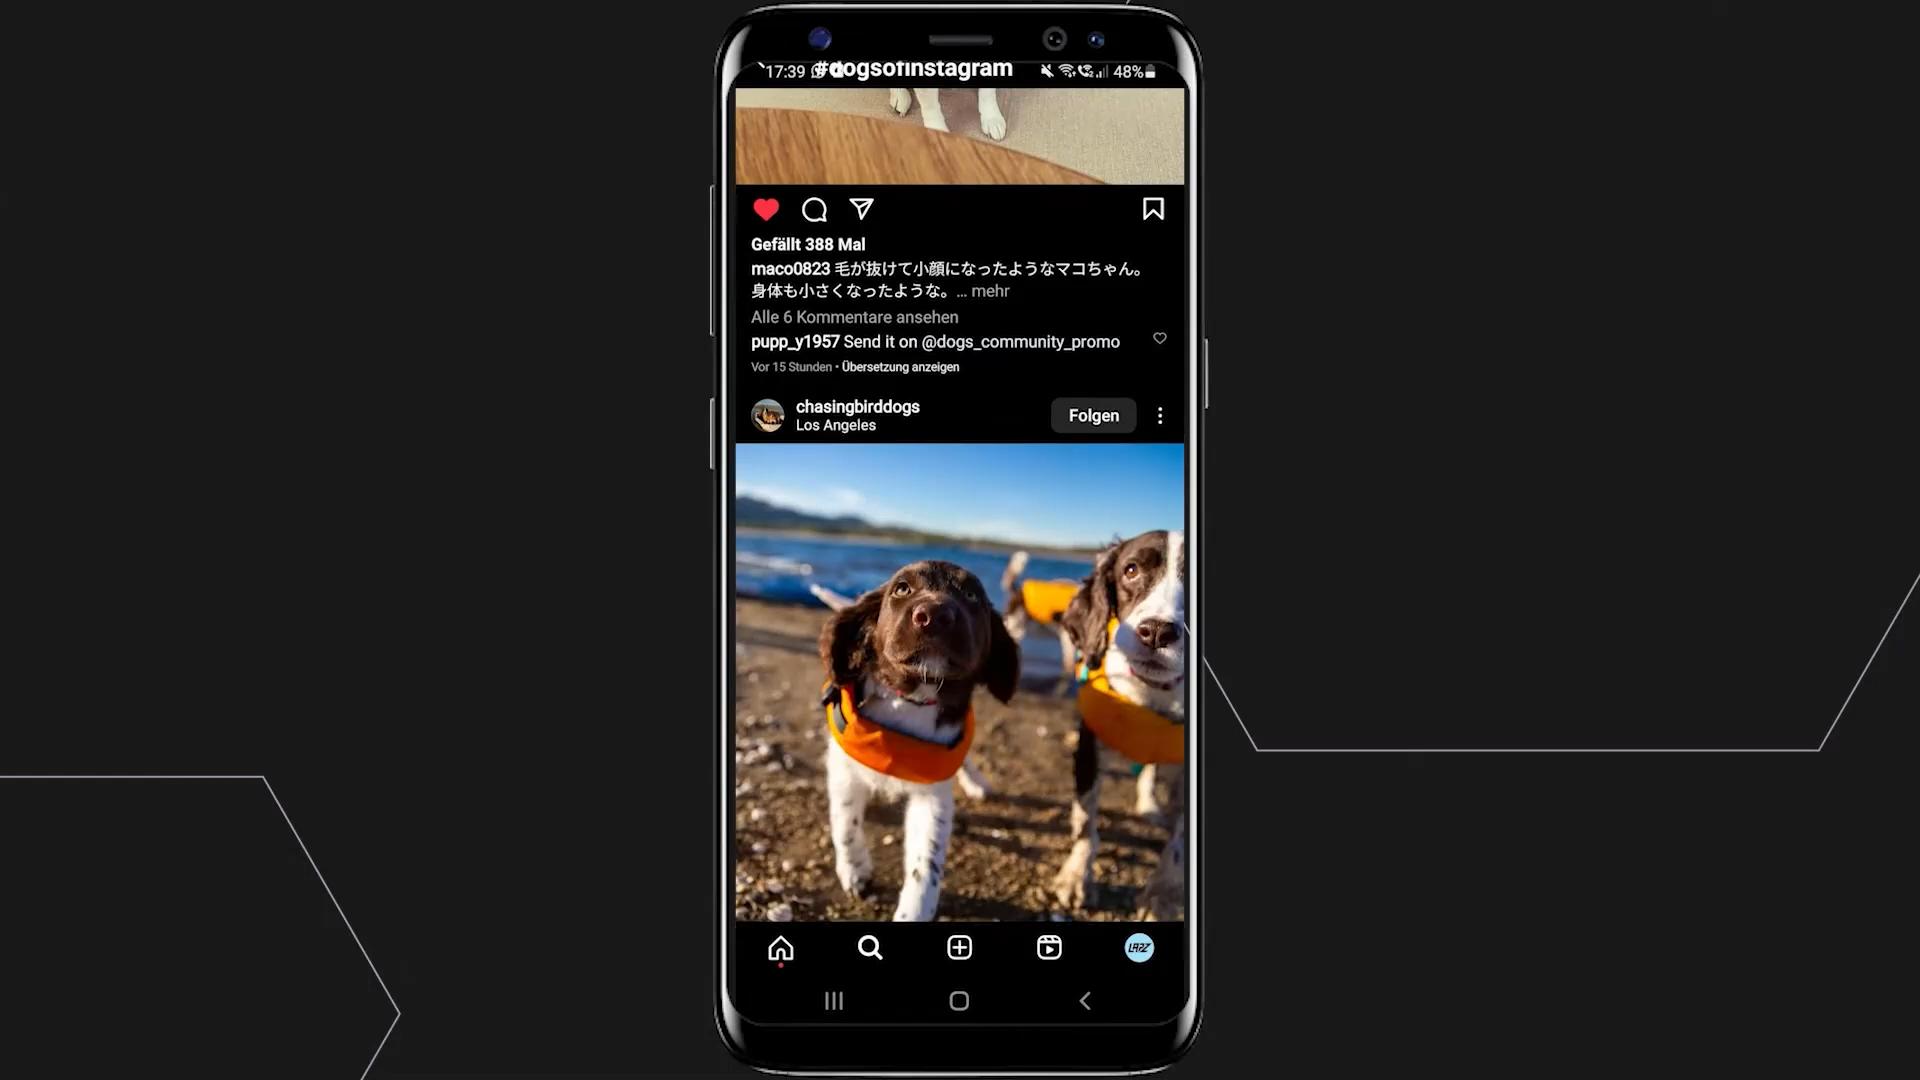 17:39 #dogsofinstagram 48%
Gefällt 388 Mal
maco0823 毛が抜けて小顔になったようなマコちゃん。
身体も小さくなったような。... mehr
Alle 6 Kommentare ansehen
pupp_y1957 Send it on @dogs_community_promo
Vor 15 Stunden • Übersetzung anzeigen
chasingbirddogs
Los Angeles
Folgen
LARZ